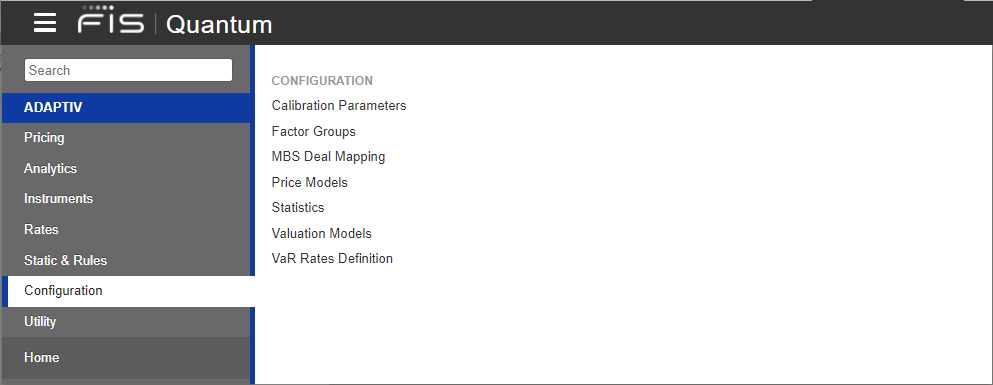 FIS Quantum
Search
ADAPTIV
Pricing
Analytics
Instruments
Rates
Static & Rules
Configuration
Utility
Home
CONFIGURATION
Calibration Parameters
Factor Groups
MBS Deal Mapping
Price Models
Statistics
Valuation Models
VaR Rates Definition